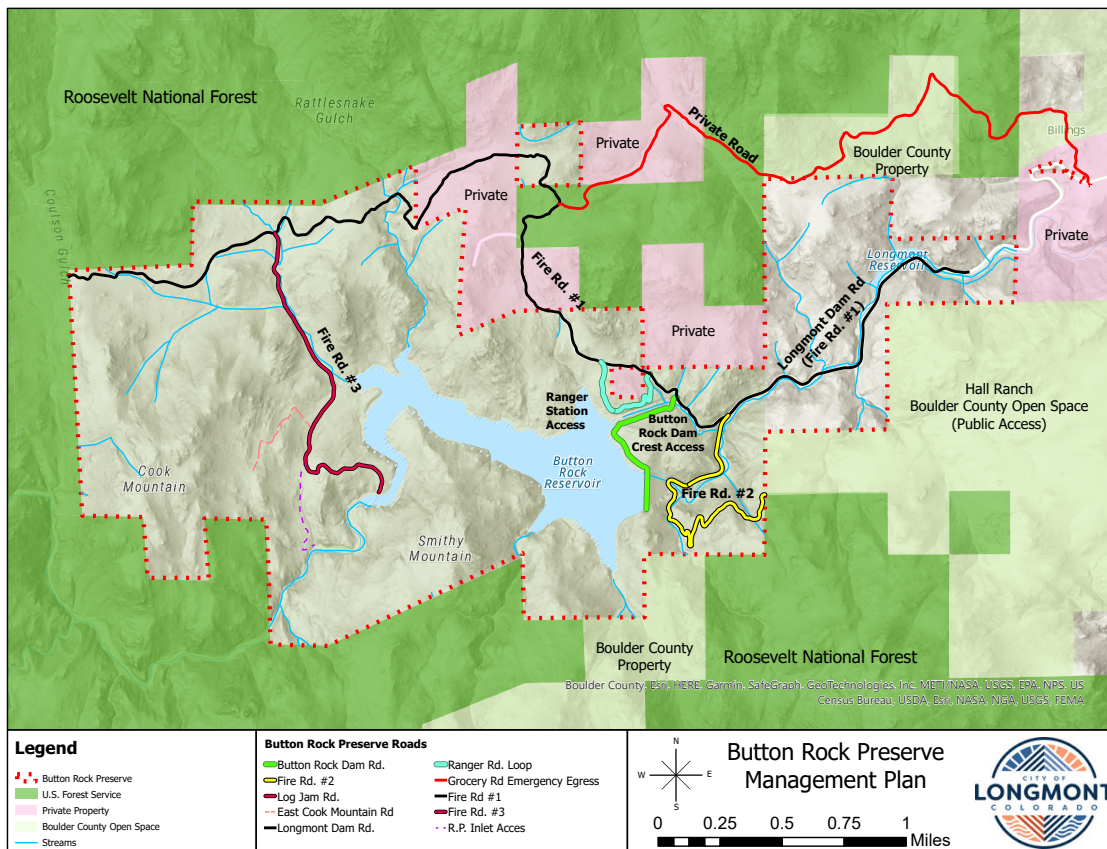 Roosevelt National Forest
Rattlesnake
Gulch
Coulson Gulch
Private
Private Road
Billings
Boulder County
Property
Private
Private
Longmont
Reservoir
Fire Rd. #1
Longmont Dam Rd
(Fire Rd. #1)
Private
Fire Rd. #3
Ranger
Station
Access
Button
Rock Dam
Crest Access
Hall Ranch
Boulder County Open Space
(Public Access)
Button
Rock
Reservoir
Cook
Mountain
Fire Rd. #2
Smithy
Mountain
Boulder County
Property
Roosevelt National Forest
Boulder County, Esri, HERE, Garmin, SafeGraph, GeoTechnologies, Inc, METI/NASA, USGS, EPA, NPS, US
Census Bureau, USDA, Esri, NASA, NGA, USGS, FEMA
Legend
Button Rock Preserve
U.S. Forest Service
Private Property
Boulder County Open Space
Streams
Button Rock Preserve Roads
Button Rock Dam Rd.
Fire Rd. #2
Log Jam Rd.
East Cook Mountain Rd
Longmont Dam Rd.
Ranger Rd. Loop
Grocery Rd Emergency Egress
Fire Rd #1
Fire Rd. #3
R.P. Inlet Acces
N
W E
S
Button Rock Preserve
Management Plan
0 0.25 0.5 0.75 1
Miles
CITY OF
LONGMONT
COLORADO